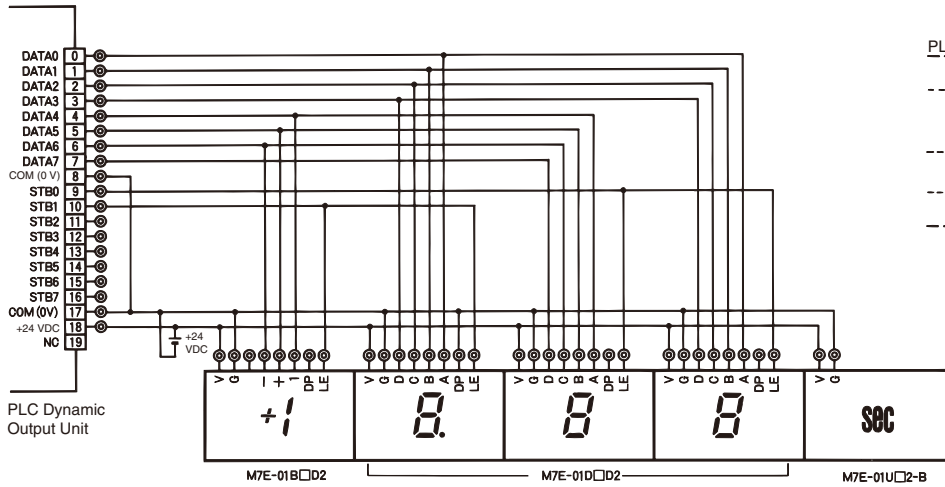 DATA0 0
DATA1 1
DATA2 2
DATA3 3
DATA4 4
DATA5 5
DATA6 6
DATA7 7
COM (0 V) 8
STB0 9
STB1 10
STB2 11
STB3 12
STB4 13
STB5 14
STB6 15
STB7 16
COM (0V) 17
+24 VDC 18
NC 19
PLC Dynamic
Output Unit
+24
VDC
PL
V G − + 1 DP LE
V G D C B A DP LE
V G D C B A DP LE
V G D C B A DP LE
V G
+1
8.
8
8
sec
M7E-01B□D2
M7E-01D□D2
M7E-01U□2-B